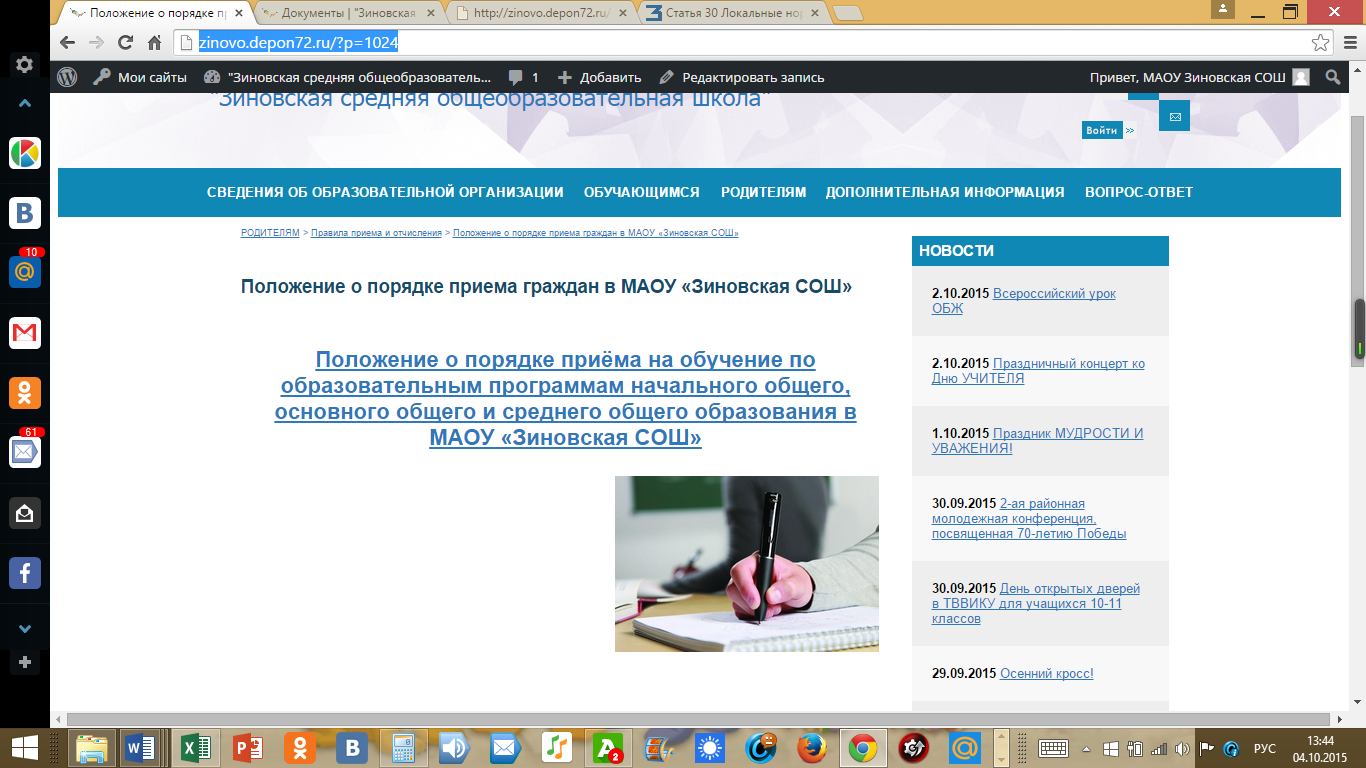 Положение о порядке пр
Документы | "Зиновская
http://zinovo.depon72.ru/
Статья 30 Локальные нор
zinovo.depon72.ru/?p=1024
Мои сайты
"Зиновская средняя общеобразователь...
1
Добавить
Редактировать запись
Привет, МАОУ Зиновская СОШ
"Зиновская средняя общеобразовательная школа"
Войти
СВЕДЕНИЯ ОБ ОБРАЗОВАТЕЛЬНОЙ ОРГАНИЗАЦИИ ОБУЧАЮЩИМСЯ РОДИТЕЛЯМ ДОПОЛНИТЕЛЬНАЯ ИНФОРМАЦИЯ ВОПРОС-ОТВЕТ
РОДИТЕЛЯМ > Правила приема и отчисления > Положение о порядке приема граждан в МАОУ «Зиновская СОШ»
Положение о порядке приема граждан в МАОУ «Зиновская СОШ»
Положение о порядке приёма на обучение по
образовательным программам начального общего,
основного общего и среднего общего образования в
МАОУ «Зиновская СОШ»
НОВОСТИ
2.10.2015 Всероссийский урок
ОБЖ
2.10.2015 Праздничный концерт ко
Дню УЧИТЕЛЯ
1.10.2015 Праздник МУДРОСТИ И
УВАЖЕНИЯ!
30.09.2015 2-ая районная
молодежная конференция,
посвященная 70-летию Победы
30.09.2015 День открытых дверей
в ТВВИКУ для учащихся 10-11
классов
29.09.2015 Осенний кросс!
10
61
2
РУС
13:44
04.10.2015